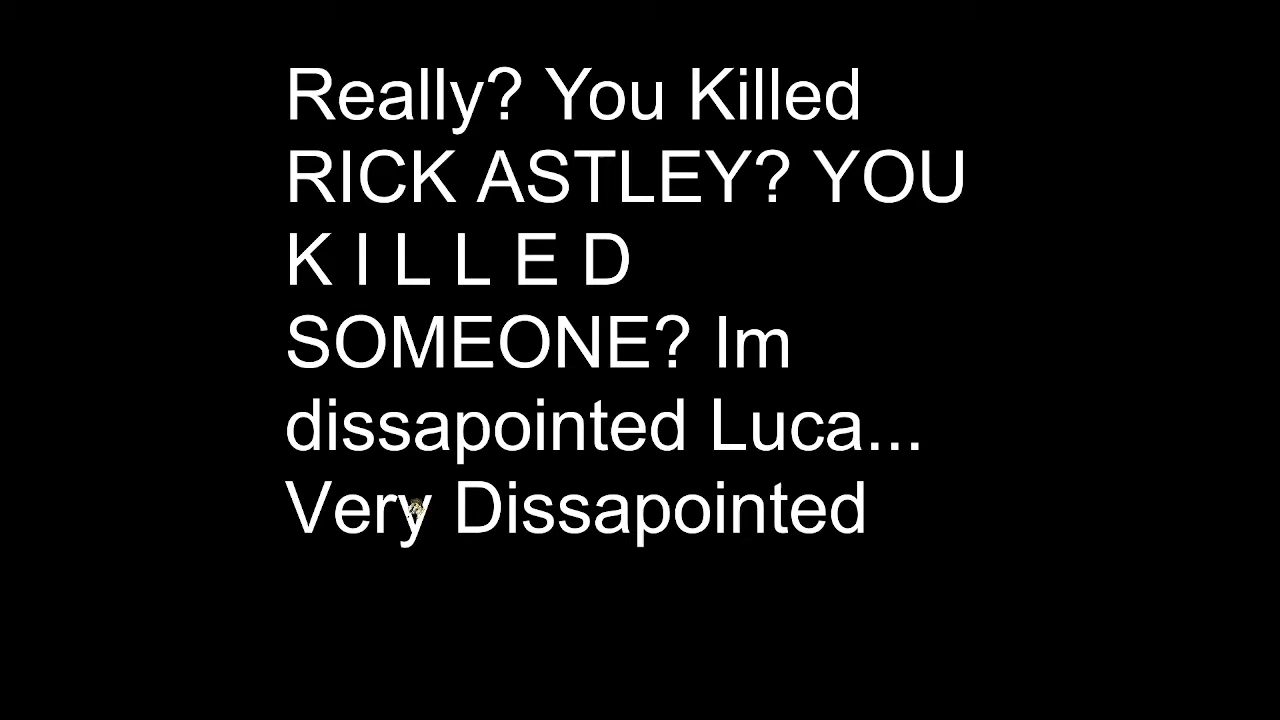 Really? You Killed
RICK ASTLEY? YOU
K I L L E D
SOMEONE? Im
dissapointed Luca...
Very Dissapointed